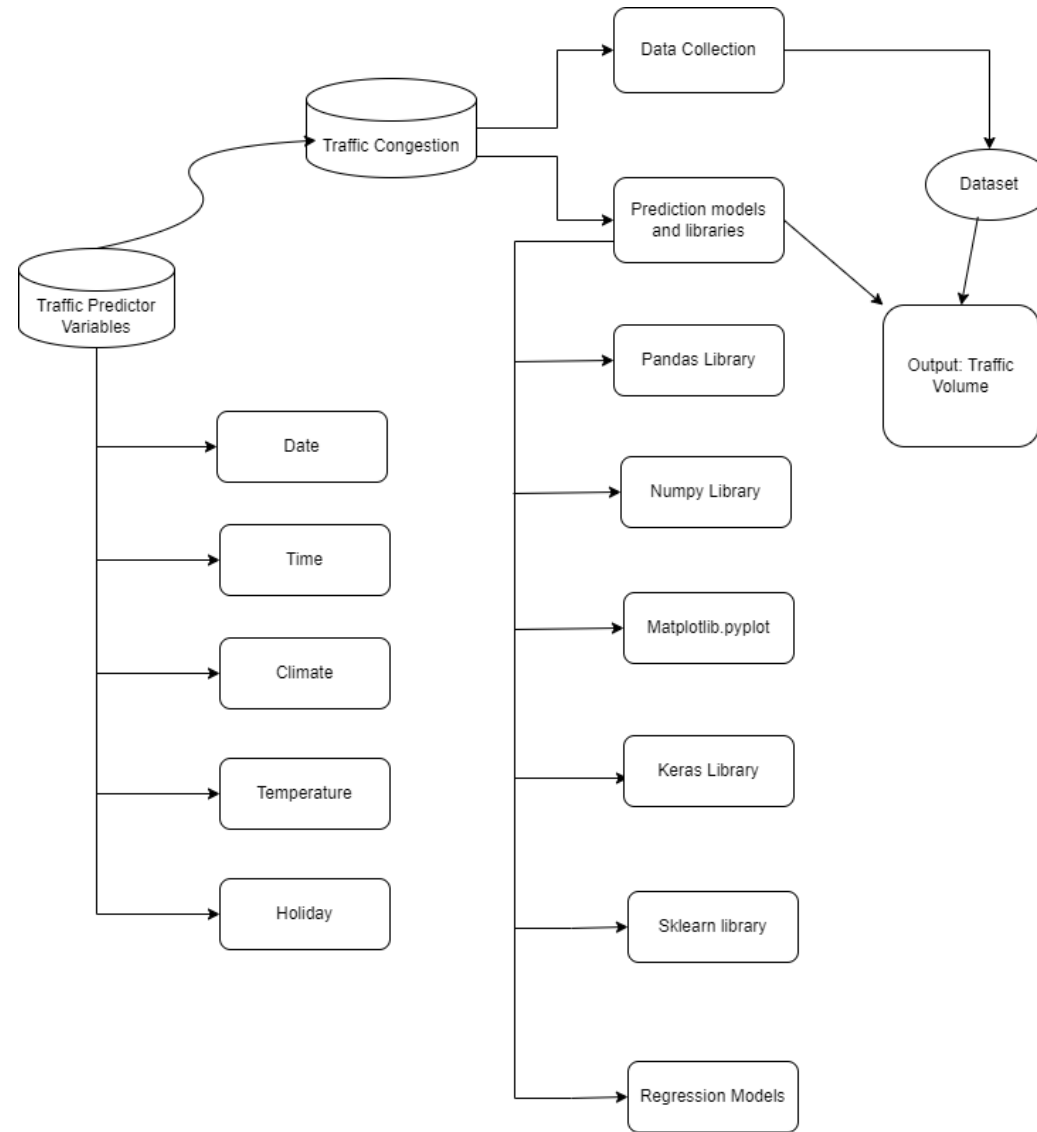 Data Collection
Traffic Congestion
Dataset
Prediction models
and libraries
Traffic Predictor
Variables
Output: Traffic
Volume
Pandas Library
Date
Numpy Library
Time
Matplotlib.pyplot
Climate
Keras Library
Temperature
Holiday
Sklearn library
Regression Models